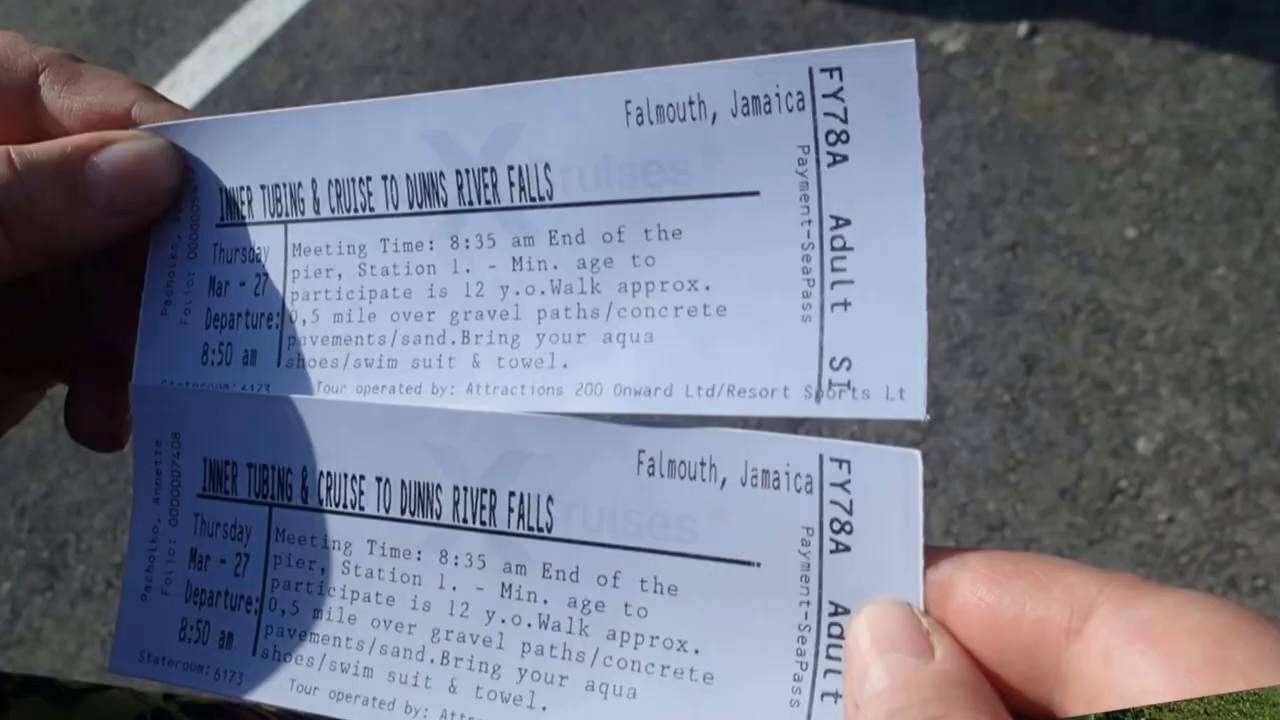 Falmouth, Jamaica
INNER TUBING & CRUISE TO DUNNS RIVER FALLS
Thursday
Mar - 27
Departure:
8:50 am
Meeting Time: 8:35 am End of the
pier, Station 1. - Min. age to
participate is 12 y.o.Walk approx.
0,5 mile over gravel paths/concrete
pavements/sand.Bring your aqua
shoes/swim suit & towel.
Stateroom: 6173
Tour operated by: Attractions 200 Onward Ltd/Resort Sports Lt
FY78A Adult SI
Payment-SeaPass
X
Cruises
Falmouth, Jamaica
INNER TUBING & CRUISE TO DUNNS RIVER FALLS
Pacholko, Annette
Folio: 0000007408
Thursday
Mar - 27
Departure:
8:50 am
Meeting Time: 8:35 am End of the
pier, Station 1. - Min. age to
participate is 12 y.o.Walk approx.
0,5 mile over gravel paths/concrete
pavements/sand.Bring your aqua
shoes/swim suit & towel.
Stateroom: 6173
Tour operated by:
FY78A Adult
Payment-SeaPass
X
Cruises